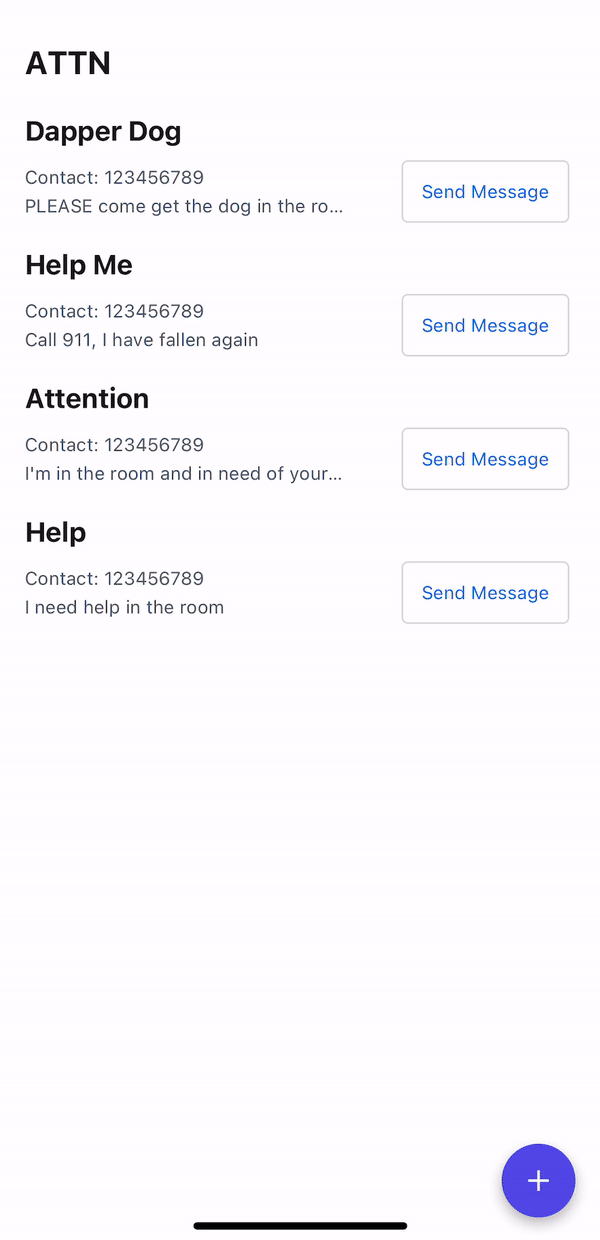 ATTN
Dapper Dog
Contact: 123456789
PLEASE come get the dog in the ro...
Send Message
Help Me
Contact: 123456789
Call 911, I have fallen again
Send Message
Attention
Contact: 123456789
I'm in the room and in need of your...
Send Message
Help
Contact: 123456789
I need help in the room
Send Message
+